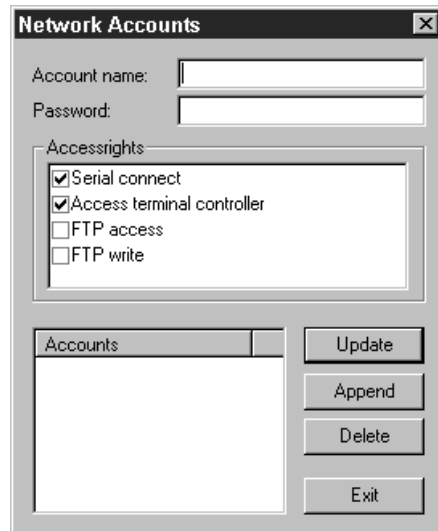 Network Accounts
Account name:
Password:
Accessrights
Serial connect
Access terminal controller
FTP access
FTP write
Accounts
Update
Append
Delete
Exit